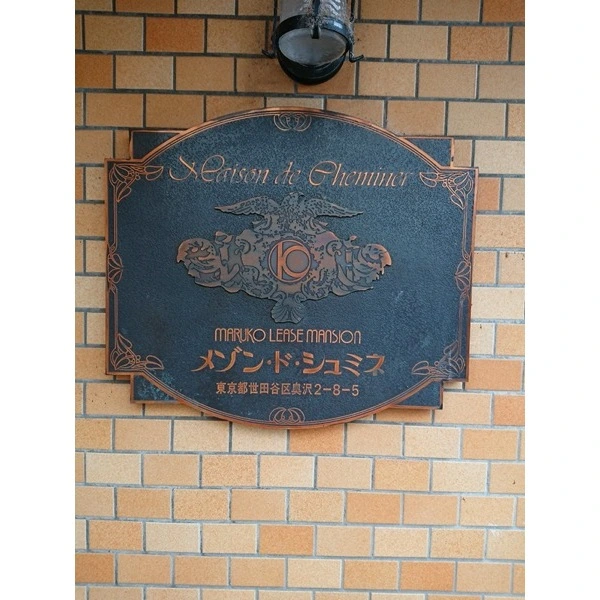 Maison de Cheminer
MARUKO LEASE MANSION
メゾン・ド・シュミネ
東京都世田谷区奥沢2-8-5